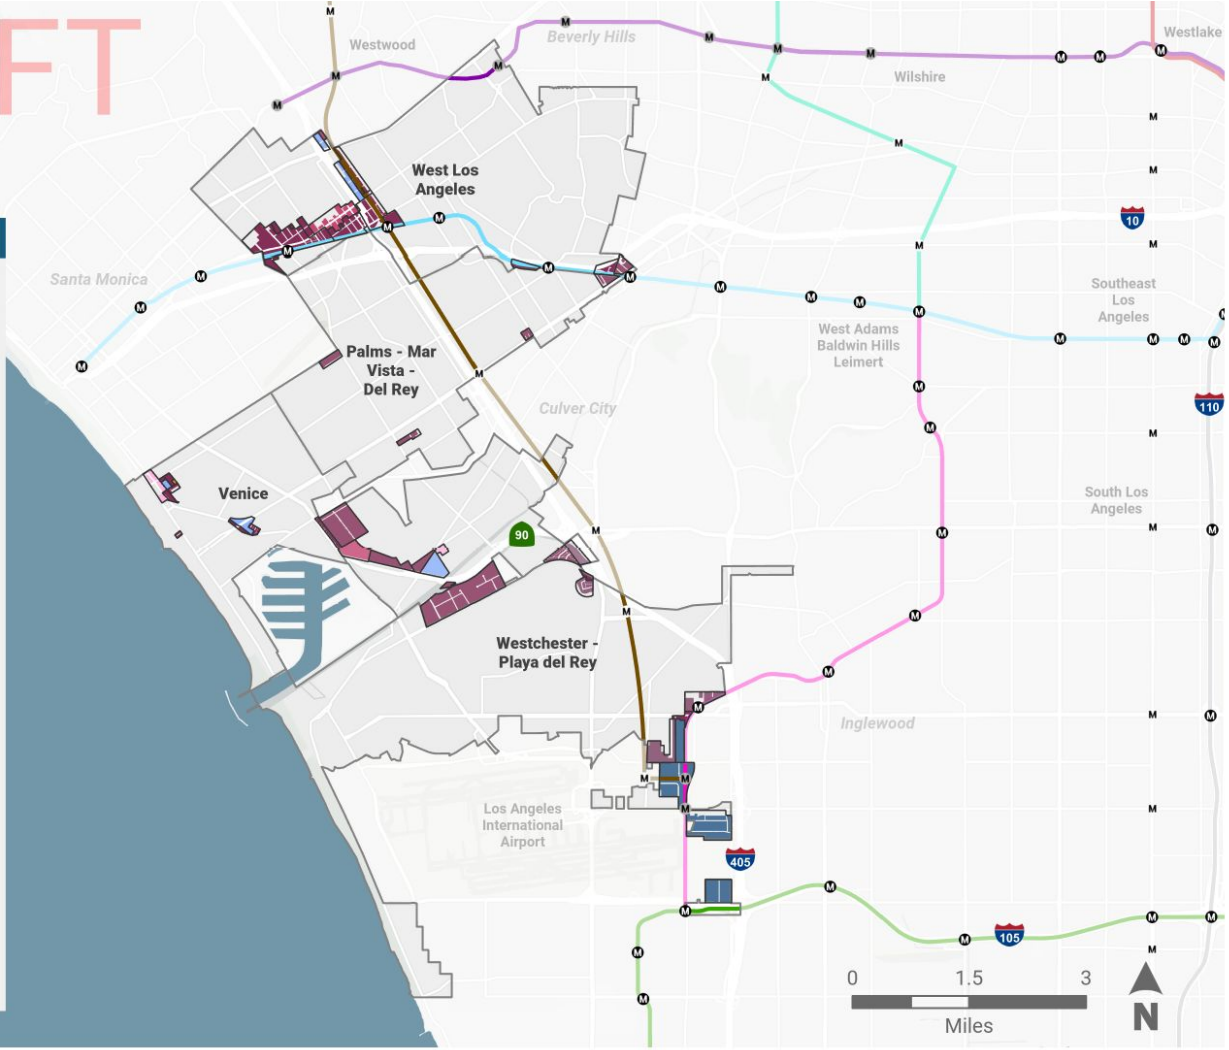 FT
Westwood
Beverly Hills
Westlake
Wilshire
West Los
Angeles
10
Santa Monica
Southeast
Los
Angeles
West Adams
Baldwin Hills
Leimert
Palms - Mar
Vista -
Del Rey
Culver City
110
Venice
South Los
Angeles
90
Westchester -
Playa del Rey
Inglewood
Los Angeles
International
Airport
405
105
0 1.5 3
Miles
N